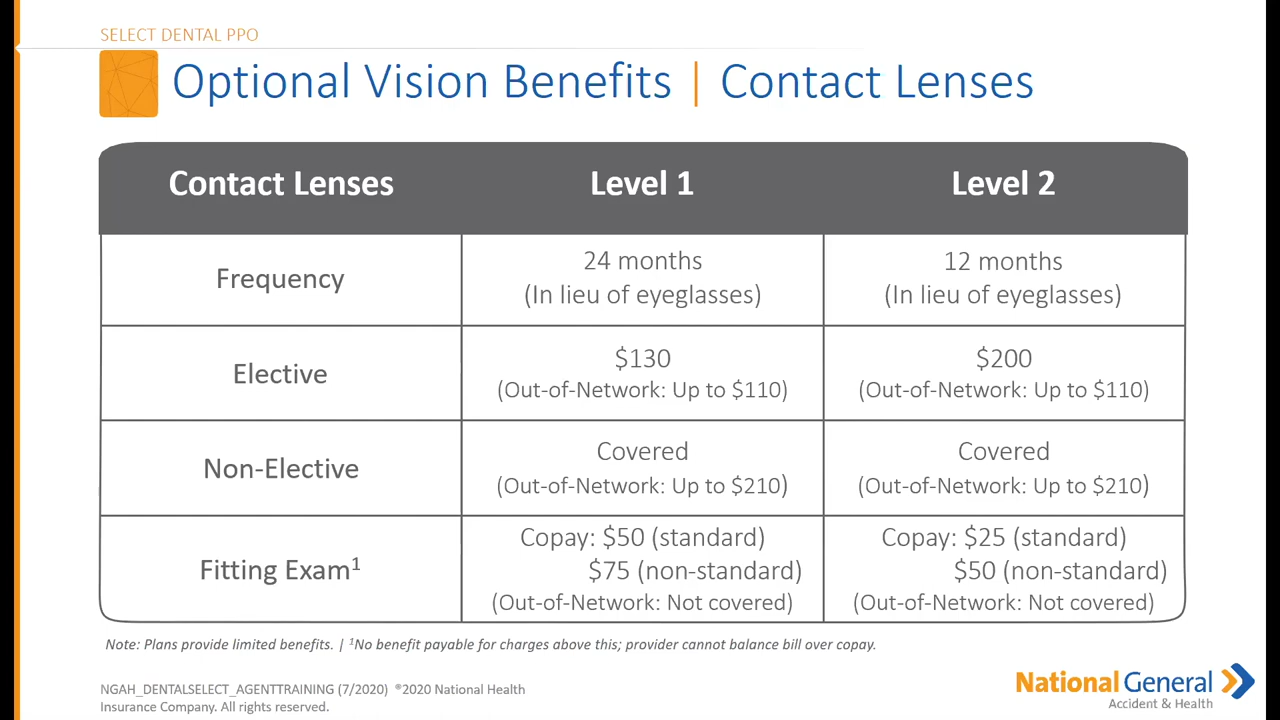 SELECT DENTAL PPO
Optional Vision Benefits | Contact Lenses
Contact Lenses Level 1 Level 2
Frequency
24 months
(In lieu of eyeglasses)
12 months
(In lieu of eyeglasses)
Elective
$130
(Out-of-Network: Up to $110)
$200
(Out-of-Network: Up to $110)
Non-Elective
Covered
(Out-of-Network: Up to $210)
Covered
(Out-of-Network: Up to $210)
Fitting Exam¹
Copay: $50 (standard)
$75 (non-standard)
(Out-of-Network: Not covered)
Copay: $25 (standard)
$50 (non-standard)
(Out-of-Network: Not covered)
Note: Plans provide limited benefits. | ¹No benefit payable for charges above this; provider cannot balance bill over copay.
NGAH_DENTALSELECT_AGENTTRAINING (7/2020) ®2020 National Health
Insurance Company. All rights reserved.
National General
Accident & Health